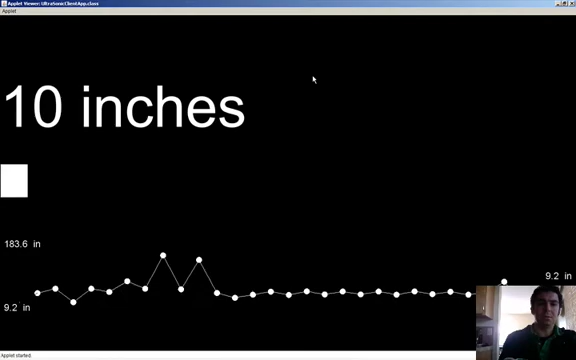 Applet Viewer: UltraSonicClientApp.class
Applet
10 inches
183.6 in
9.2 in
9.2 in
Applet started.